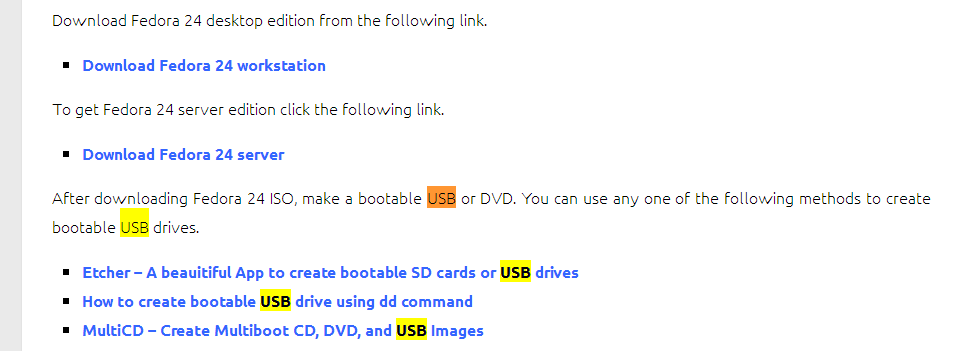 Download Fedora 24 desktop edition from the following link.
Download Fedora 24 workstation
To get Fedora 24 server edition click the following link.
Download Fedora 24 server
After downloading Fedora 24 ISO, make a bootable USB or DVD. You can use any one of the following methods to create
bootable USB drives.
Etcher – A beauitiful App to create bootable SD cards or USB drives
How to create bootable USB drive using dd command
MultiCD – Create Multiboot CD, DVD, and USB Images